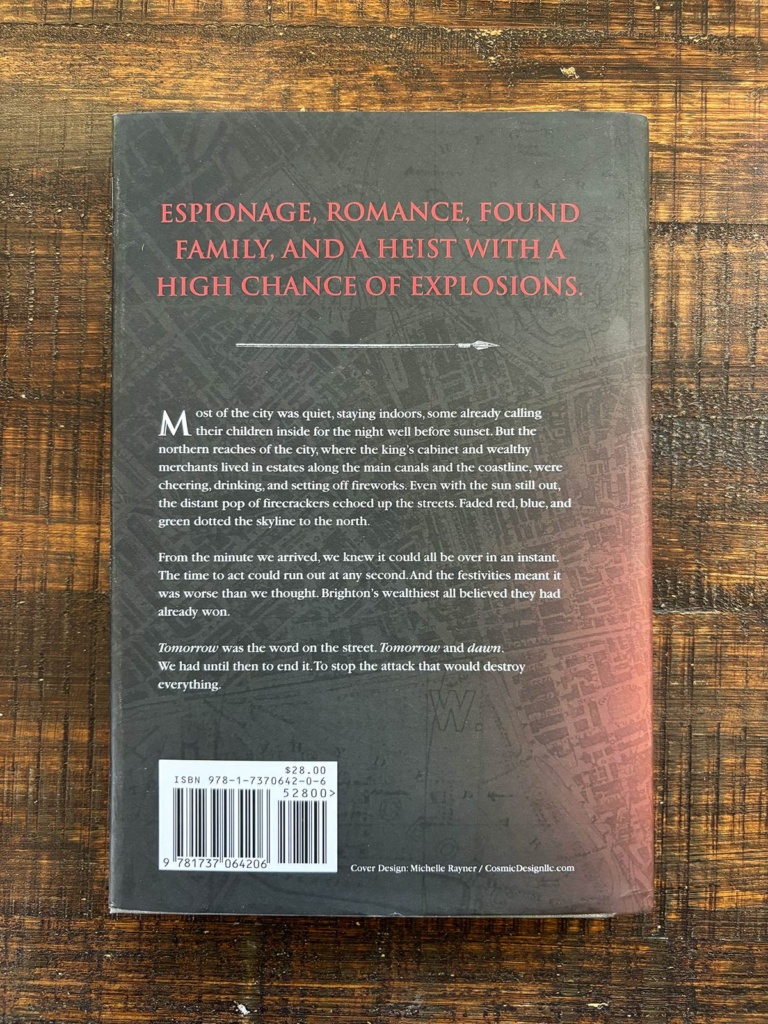 ESPIONAGE, ROMANCE, FOUND
FAMILY, AND A HEIST WITH A
HIGH CHANCE OF EXPLOSIONS.
Most of the city was quiet, staying indoors, some already calling
their children inside for the night well before sunset. But the
northern reaches of the city, where the king's cabinet and wealthy
merchants lived in estates along the main canals and the coastline, were
cheering, drinking, and setting off fireworks. Even with the sun still out,
the distant pop of firecrackers echoed up the streets. Faded red, blue, and
green dotted the skyline to the north.
From the minute we arrived, we knew it could all be over in an instant.
The time to act could run out at any second. And the festivities meant it
was worse than we thought. Brighton's wealthiest all believed they had
already won.
Tomorrow was the word on the street. Tomorrow and dawn.
We had until then to end it. To stop the attack that would destroy
everything.
W.
$28.00
ISBN 978-1-7370642-0-6
52800>
9 781737 064206
Cover Design: Michelle Rayner / CosmicDesignllc.com